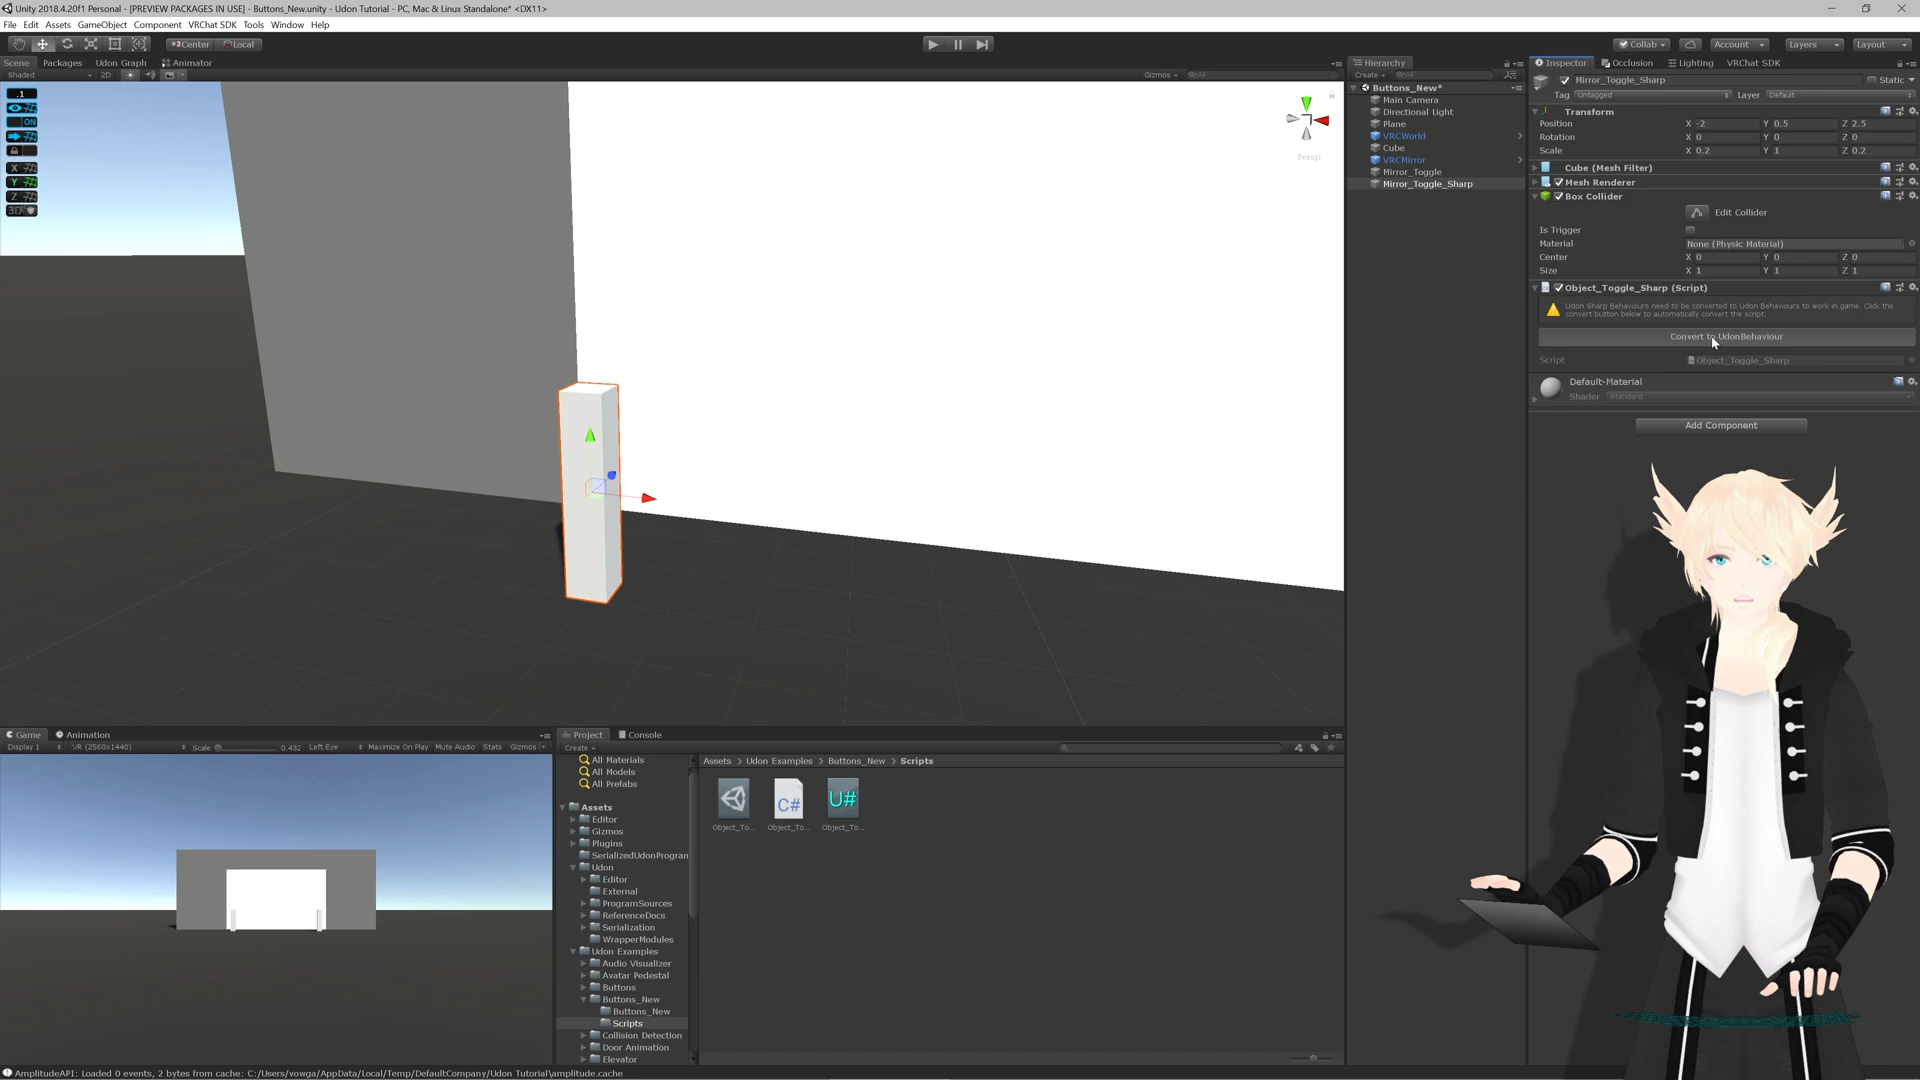 Unity 2018.4.20f1 Personal - [PREVIEW PACKAGES IN USE] - Buttons_New.unity - Udon Tutorial - PC, Mac & Linux Standalone* <DX11>
File Edit Assets GameObject Component VRChat SDK Tools Window Help
Center Local
Collab Account Layers Layout
Scene Packages Udon Graph Animator
Shaded 2D Gizmos All
.1
ON
X
Y
Z
3D
Persp
Hierarchy
Create All
Buttons_New*
Main Camera
Directional Light
Plane
VRCWorld
Cube
VRCMirror
Mirror_Toggle
Mirror_Toggle_Sharp
Inspector Occlusion Lighting VRChat SDK
Mirror_Toggle_Sharp Static
Tag Untagged Layer Default
Transform
Position X -2 Y 0.5 Z 2.5
Rotation X 0 Y 0 Z 0
Scale X 0.2 Y 1 Z 0.2
Cube (Mesh Filter)
Mesh Renderer
Box Collider
Edit Collider
Is Trigger
Material None (Physic Material)
Center X 0 Y 0 Z 0
Size X 1 Y 1 Z 1
Object_Toggle_Sharp (Script)
Udon Sharp Behaviours need to be converted to Udon Behaviours to work in game. Click the
convert button below to automatically convert the script.
Convert to UdonBehaviour
Script Object_Toggle_Sharp
Default-Material
Shader Standard
Add Component
Game Animation
Display 1 VR (2560x1440) Scale 0.432 Left Eye Maximize On Play Mute Audio Stats Gizmos
Project Console
Create
All Materials
All Models
All Prefabs
Assets
Editor
Gizmos
Plugins
SerializedUdonProgran
Udon
Editor
External
ProgramSources
ReferenceDocs
Serialization
WrapperModules
Udon Examples
Audio Visualizer
Avatar Pedestal
Buttons
Buttons_New
Buttons_New
Scripts
Collision Detection
Door Animation
Elevator
Assets > Udon Examples > Buttons_New > Scripts
C# U#
Object_To... Object_To... Object_To...
AmplitudeAPI: Loaded 0 events, 2 bytes from cache: C:/Users/vowga/AppData/Local/Temp/DefaultCompany/Udon Tutorial\amplitude.cache